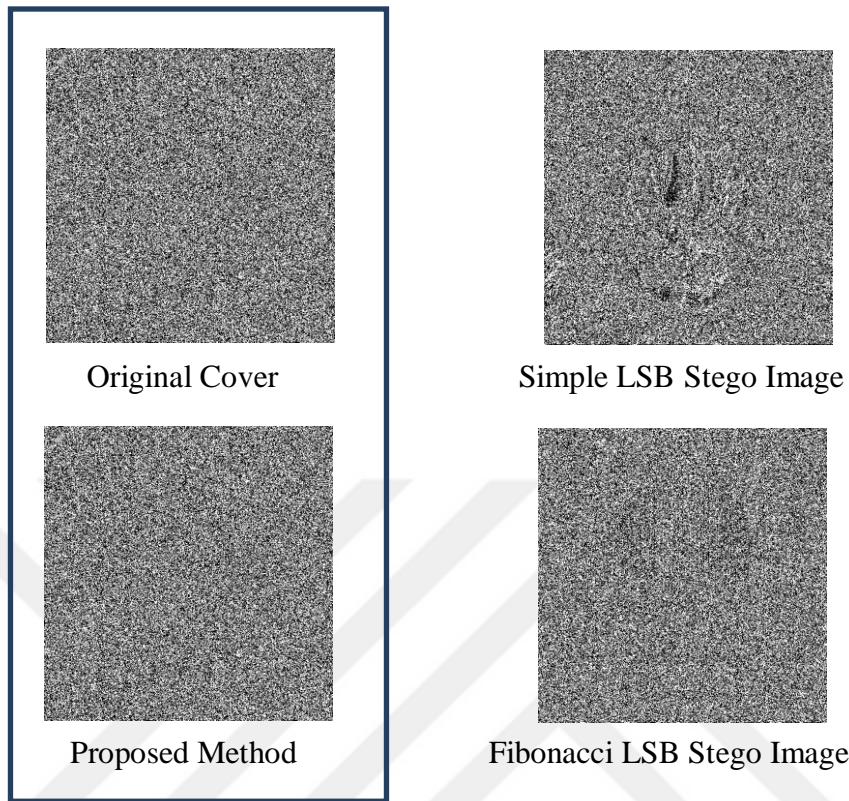 Original Cover
Simple LSB Stego Image
Proposed Method
Fibonacci LSB Stego Image